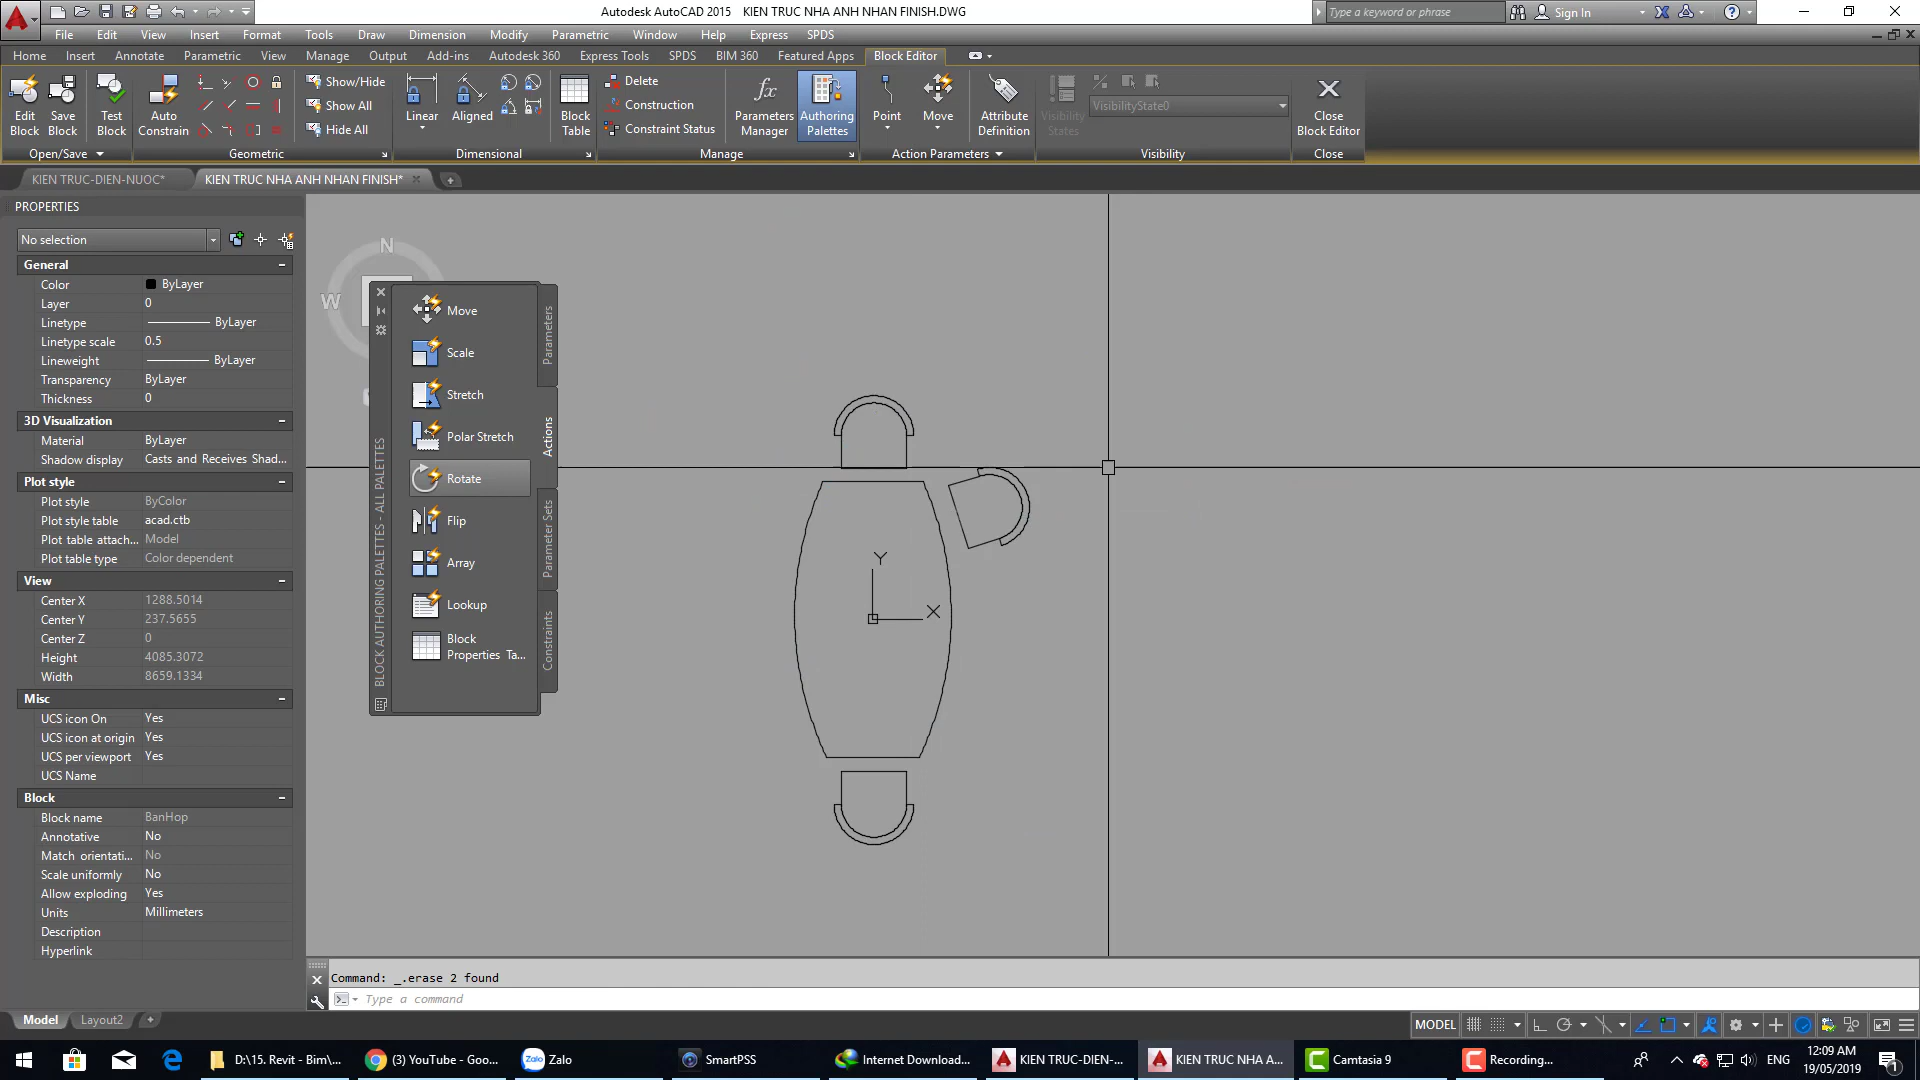 Autodesk AutoCAD 2015 KIEN TRUC NHA ANH NHAN FINISH.DWG
Type a keyword or phrase
Sign In
File Edit View Insert Format Tools Draw Dimension Modify Parametric Window Help Express SPDS
Home Insert Annotate Parametric View Manage Output Add-ins Autodesk 360 Express Tools SPDS BIM 360 Featured Apps Block Editor
Edit Block
Save Block
Test Block
Auto Constrain
Show/Hide
Show All
Hide All
Linear
Aligned
Block Table
Delete
Construction
Constraint Status
Parameters Manager
Authoring Palettes
Point
Move
Attribute Definition
Visibility States
VisibilityState0
Close Block Editor
Open/Save Geometric Dimensional Manage Action Parameters Visibility Close
KIEN TRUC-DIEN-NUOC* KIEN TRUC NHA ANH NHAN FINISH*
PROPERTIES
No selection
General
Color ByLayer
Layer 0
Linetype ByLayer
Linetype scale 0.5
Lineweight ByLayer
Transparency ByLayer
Thickness 0
3D Visualization
Material ByLayer
Shadow display Casts and Receives Shad...
Plot style
Plot style ByColor
Plot style table acad.ctb
Plot table attach... Model
Plot table type Color dependent
View
Center X 1288.5014
Center Y 237.5655
Center Z 0
Height 4085.3072
Width 8659.1334
Misc
UCS icon On Yes
UCS icon at origin Yes
UCS per viewport Yes
UCS Name
Block
Block name BanHop
Annotative No
Match orientati... No
Scale uniformly No
Allow exploding Yes
Units Millimeters
Description
Hyperlink
N
W
Move
Scale
Stretch
Polar Stretch
Rotate
Flip
Array
Lookup
Block Properties Ta...
Parameters
Actions
Parameter Sets
Constraints
BLOCK AUTHORING PALETTES - ALL PALETTES
Y
X
Command: _.erase 2 found
Type a command
Model Layout2
MODEL
D:\15. Revit - Bim\...
(3) YouTube - Goo...
Zalo
SmartPSS
Internet Download...
KIEN TRUC-DIEN-...
KIEN TRUC NHA A...
Camtasia 9
Recording...
ENG
12:09 AM
19/05/2019
1